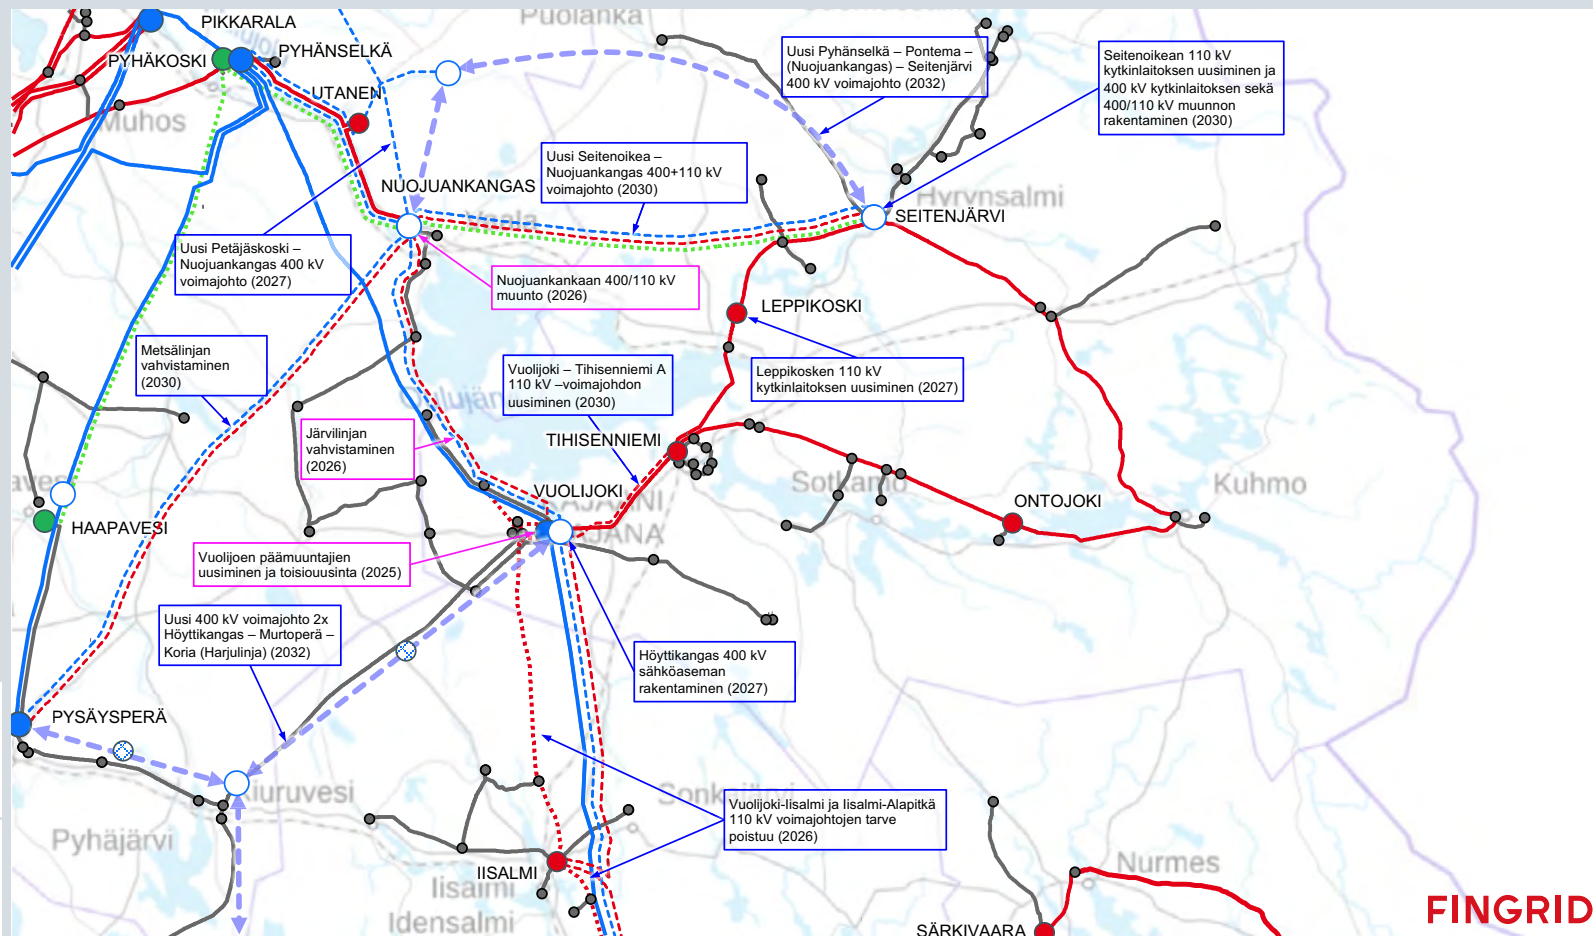 Puolanka
PIKKARALA
PYHÄNSELKÄ
PYHÄKOSKI
UTANEN
Muhos
Uusi Pyhänselkä – Pontema –
(Nuojuankangas) – Seitenjärvi
400 kV voimajohto (2032)
Seitenoikean 110 kV
kytkinlaitoksen uusiminen ja
400 kV kytkinlaitoksen sekä
400/110 kV muunnon
rakentaminen (2030)
Uusi Seitenoikea –
Nuojuankangas 400+110 kV
voimajohto (2030)
NUOJUANKANGAS
Vaala
Hyrynsalmi
SEITENJÄRVI
Uusi Petäjäskoski –
Nuojuankangas 400 kV
voimajohto (2027)
Nuojuankankaan 400/110 kV
muunto (2026)
LEPPIKOSKI
Metsälinjan
vahvistaminen
(2030)
Vuolijoki – Tihisenniemi A
110 kV –voimajohdon
uusiminen (2030)
Leppikosken 110 kV
kytkinlaitoksen uusiminen (2027)
Järvilinjan
vahvistaminen
(2026)
TIHISENNIEMI
Sotkamo
Kuhmo
VUOLIJOKI
ONTOJOKI
HAAPAVESI
Vuolijoen päämuuntajien
uusiminen ja toisiouusinta (2025)
Uusi 400 kV voimajohto 2x
Höyttikangas – Murtoperä –
Koria (Harjulinja) (2032)
Höyttikangas 400 kV
sähköaseman
rakentaminen (2027)
PYSÄYSPERÄ
Kiuruvesi
Sonkajärvi
Pyhäjärvi
Vuolijoki-Iisalmi ja Iisalmi-Alapitkä
110 kV voimajohtojen tarve
poistuu (2026)
IISALMI
Iisalmi
Idensalmi
Nurmes
SÄRKIVAARA
FINGRID